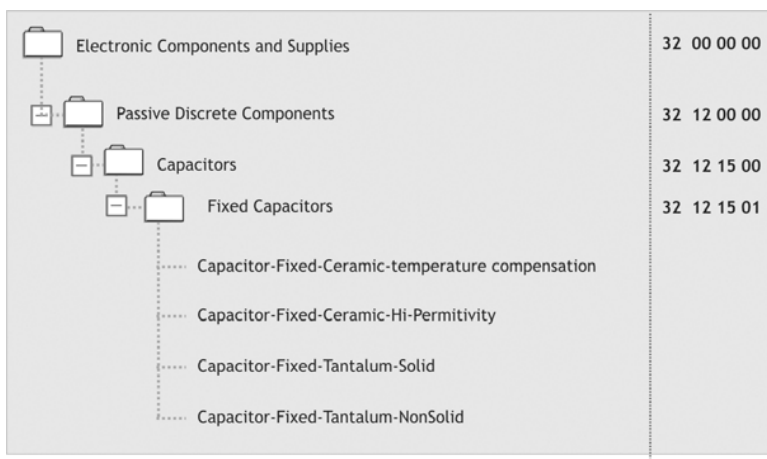 Electronic Components and Supplies 32 00 00 00
Passive Discrete Components 32 12 00 00
Capacitors 32 12 15 00
Fixed Capacitors 32 12 15 01
Capacitor-Fixed-Ceramic-temperature compensation
Capacitor-Fixed-Ceramic-Hi-Permitivity
Capacitor-Fixed-Tantalum-Solid
Capacitor-Fixed-Tantalum-NonSolid